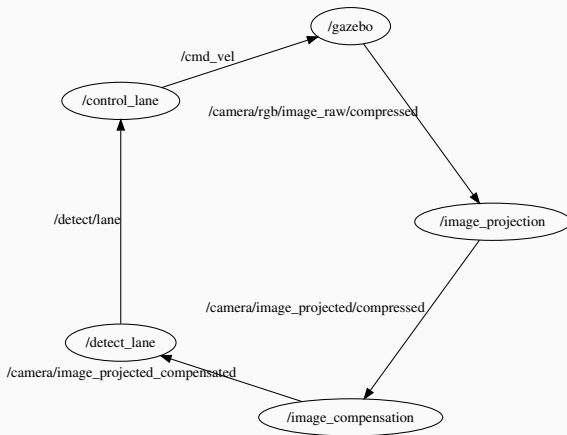 /gazebo
/cmd_vel
/control_lane
/camera/rgb/image_raw/compressed
/detect/lane
/image_projection
/camera/image_projected/compressed
/detect_lane
/camera/image_projected_compensated
/image_compensation